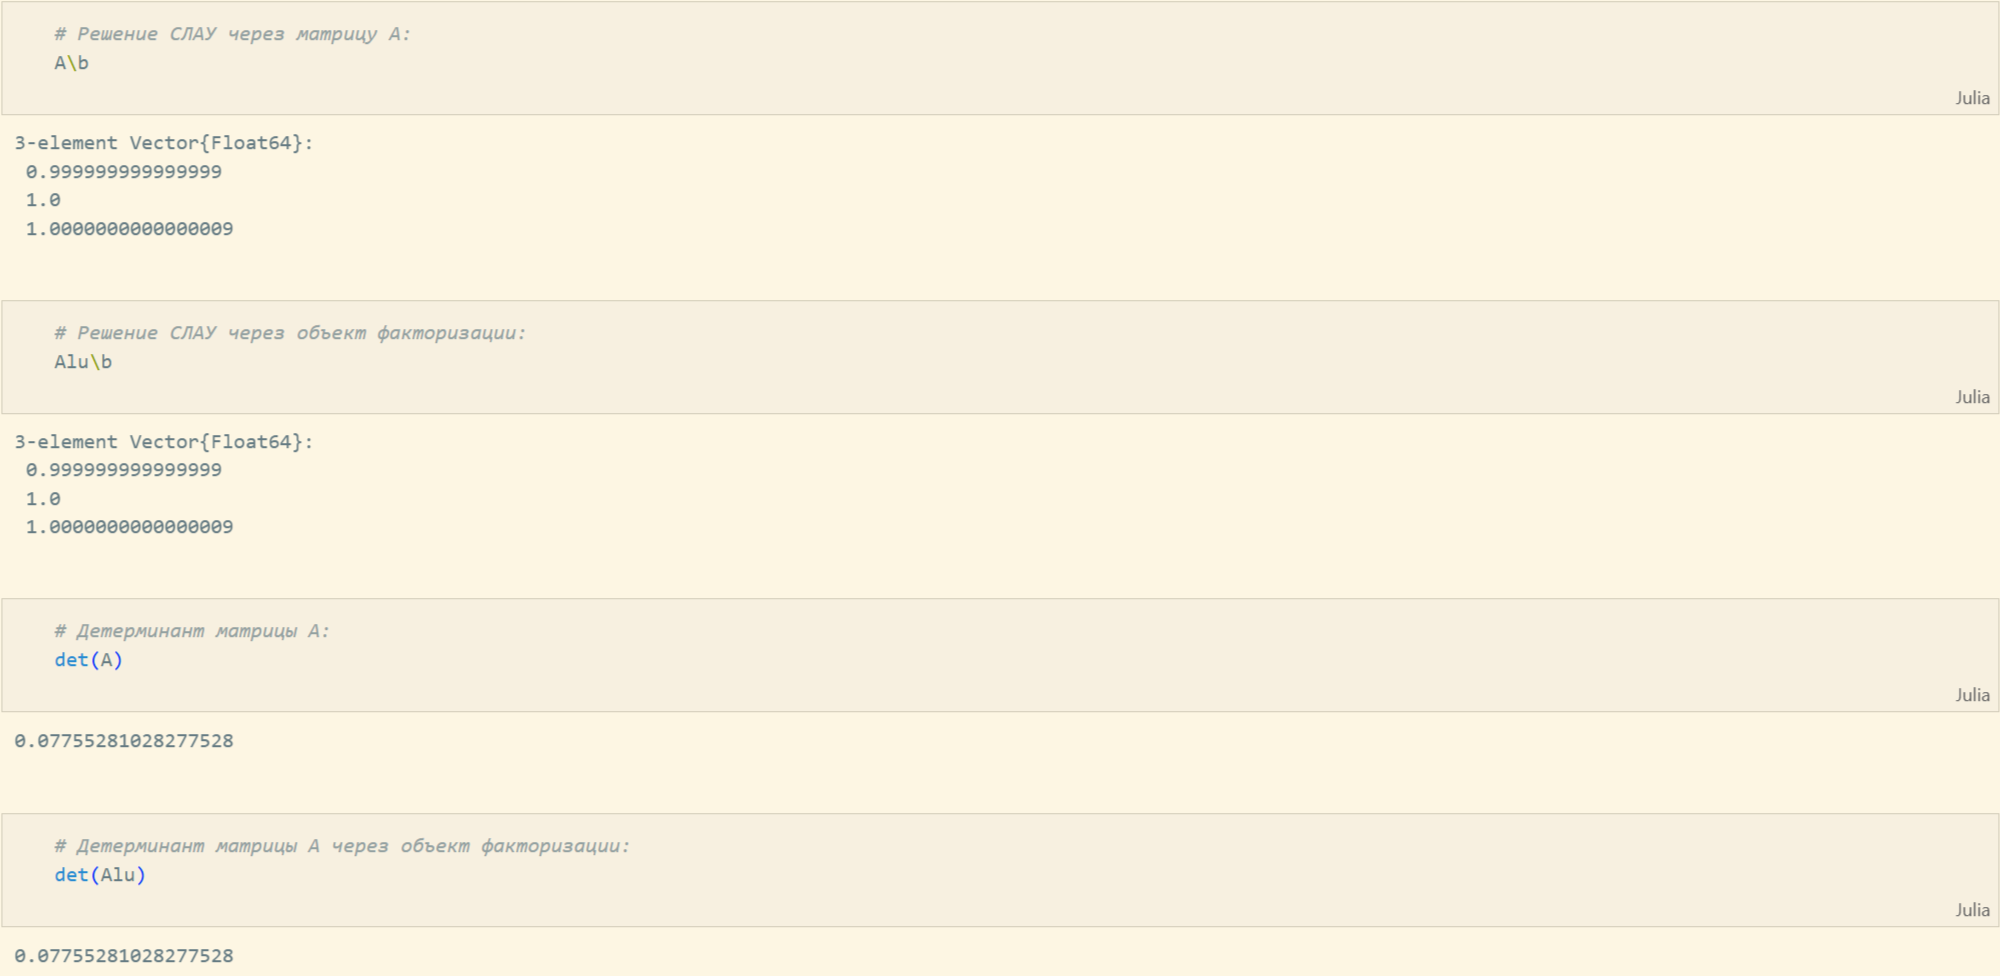 # Решение СЛАУ через матрицу A:
A\b
Julia
3-element Vector{Float64}:
0.999999999999999
1.0
1.0000000000000009
# Решение СЛАУ через объект факторизации:
Alu\b
Julia
3-element Vector{Float64}:
0.999999999999999
1.0
1.0000000000000009
# Детерминант матрицы A:
det(A)
Julia
0.07755281028277528
# Детерминант матрицы A через объект факторизации:
det(Alu)
Julia
0.07755281028277528